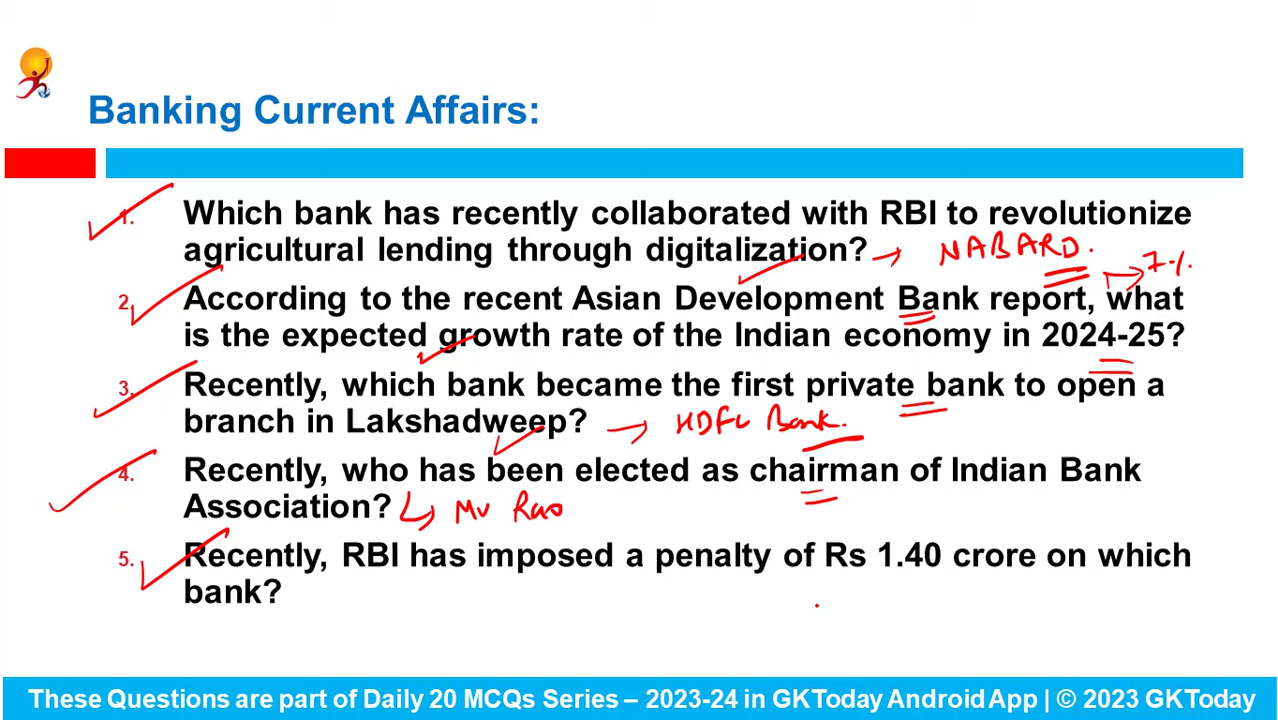 Banking Current Affairs:
1. Which bank has recently collaborated with RBI to revolutionize
agricultural lending through digitalization? → NABARD.
7%
2. According to the recent Asian Development Bank report, what
is the expected growth rate of the Indian economy in 2024-25?
3. Recently, which bank became the first private bank to open a
branch in Lakshadweep? → HDFC Bank.
4. Recently, who has been elected as chairman of Indian Bank
Association? → MV Rao
5. Recently, RBI has imposed a penalty of Rs 1.40 crore on which
bank?
These Questions are part of Daily 20 MCQs Series – 2023-24 in GKToday Android App | © 2023 GKToday